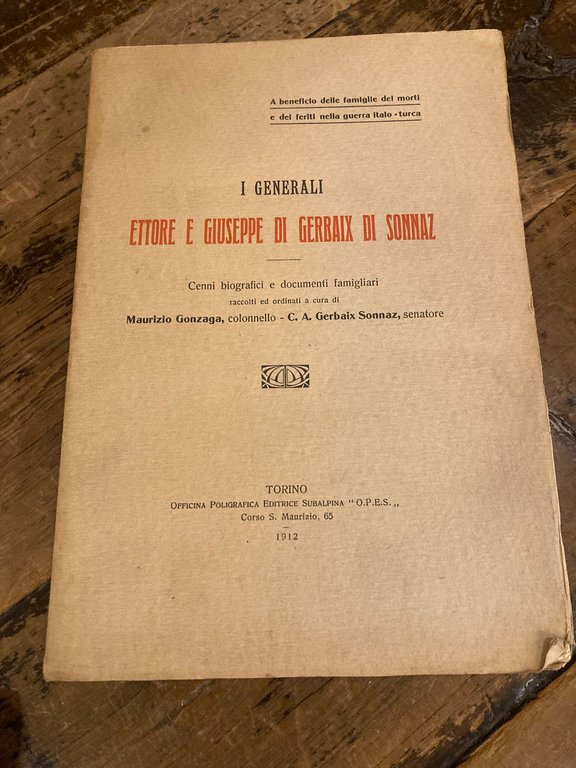 A beneficio delle famiglie dei morti
e dei feriti nella guerra italo-turca
I GENERALI
ETTORE E GIUSEPPE DI GERBAIX DI SONNAZ
Cenni biografici e documenti famigliari
raccolti ed ordinati a cura di
Maurizio Gonzaga, colonnello - C. A. Gerbaix Sonnaz, senatore
TORINO
OFFICINA POLIGRAFICA EDITRICE SUBALPINA "O.P.E.S.„
Corso S. Maurizio, 65
1912